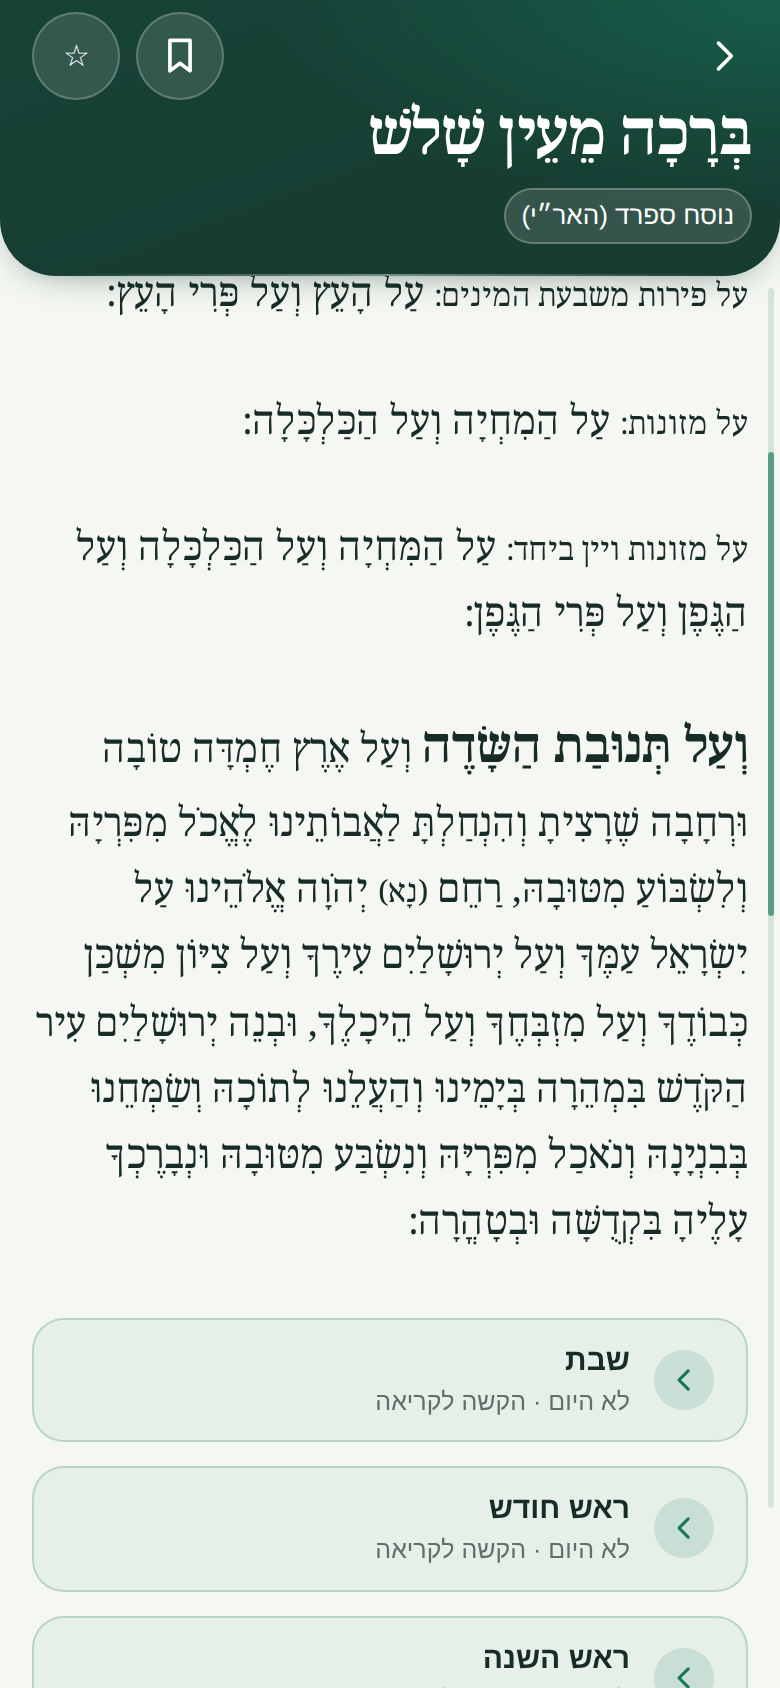 ☆
בְּרָכָה מֵעֵין שָׁלֹשׁ
נוסח ספרד (האר״י)
על פירות משבעת המינים: עַל הָעֵץ וְעַל פְּרִי הָעֵץ:
על מזונות: עַל הַמִּחְיָה וְעַל הַכַּלְכָּלָה:
על מזונות ויין ביחד: עַל הַמִּחְיָה וְעַל הַכַּלְכָּלָה וְעַל
הַגֶּפֶן וְעַל פְּרִי הַגֶּפֶן:
וְעַל תְּנוּבַת הַשָּׂדֶה וְעַל אֶרֶץ חֶמְדָּה טוֹבָה
וּרְחָבָה שֶׁרָצִיתָ וְהִנְחַלְתָּ לַאֲבוֹתֵינוּ לֶאֱכֹל מִפִּרְיָהּ
וְלִשְׂבּוֹעַ מִטּוּבָהּ, רַחֵם (נָא) יְהֹוָה אֱלֹהֵינוּ עַל
יִשְׂרָאֵל עַמֶּךָ וְעַל יְרוּשָׁלַיִם עִירֶךָ וְעַל צִיּוֹן מִשְׁכַּן
כְּבוֹדֶךָ וְעַל מִזְבְּחֶךָ וְעַל הֵיכָלֶךָ, וּבְנֵה יְרוּשָׁלַיִם עִיר
הַקֹּדֶשׁ בִּמְהֵרָה בְּיָמֵינוּ וְהַעֲלֵנוּ לְתוֹכָהּ וְשַׂמְּחֵנוּ
בְּבִנְיָנָהּ וְנֹאכַל מִפִּרְיָהּ וְנִשְׂבַּע מִטּוּבָהּ וּנְבָרֶכְךָ
עָלֶיהָ בִּקְדֻשָּׁה וּבְטָהֳרָה:
שבת
לא היום · הקשה לקריאה
ראש חודש
לא היום · הקשה לקריאה
ראש השנה